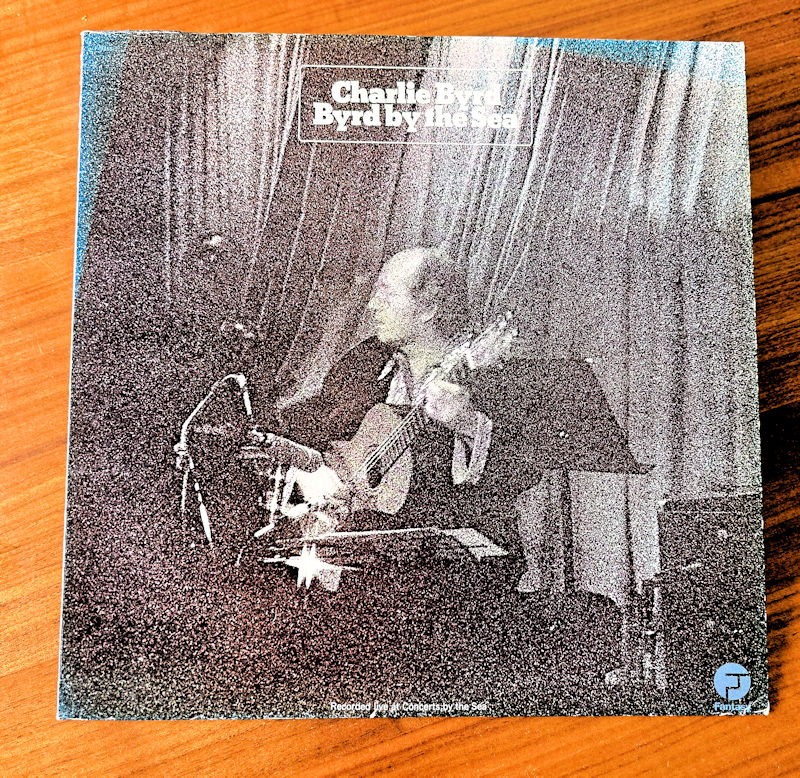 Charlie Byrd
Byrd by the Sea
Recorded live at Concerts by the Sea
Fantasy